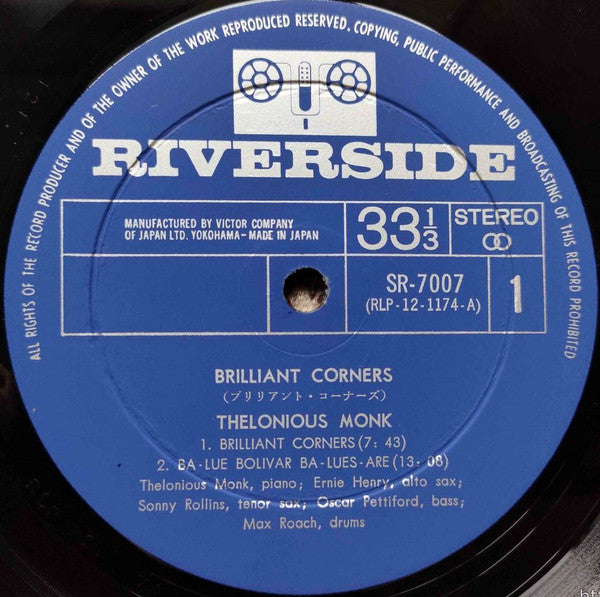 ALL RIGHTS OF THE RECORD PRODUCER AND OF THE OWNER OF THE WORK REPRODUCED RESERVED. COPYING, PUBLIC PERFORMANCE AND BROADCASTING OF THIS RECORD PROHIBITED
RIVERSIDE
MANUFACTURED BY VICTOR COMPANY
OF JAPAN LTD. YOKOHAMA-MADE IN JAPAN
33 1/3
STEREO
SR-7007
(RLP-12-1174-A)
1
BRILLIANT CORNERS
(ブリリアント・コーナーズ)
THELONIOUS MONK
1. BRILLIANT CORNERS (7: 43)
2. BA-LUE BOLIVAR BA-LUES-ARE (13: 08)
Thelonious Monk, piano; Ernie Henry, alto sax;
Sonny Rollins, tenor sax; Oscar Pettiford, bass;
Max Roach, drums